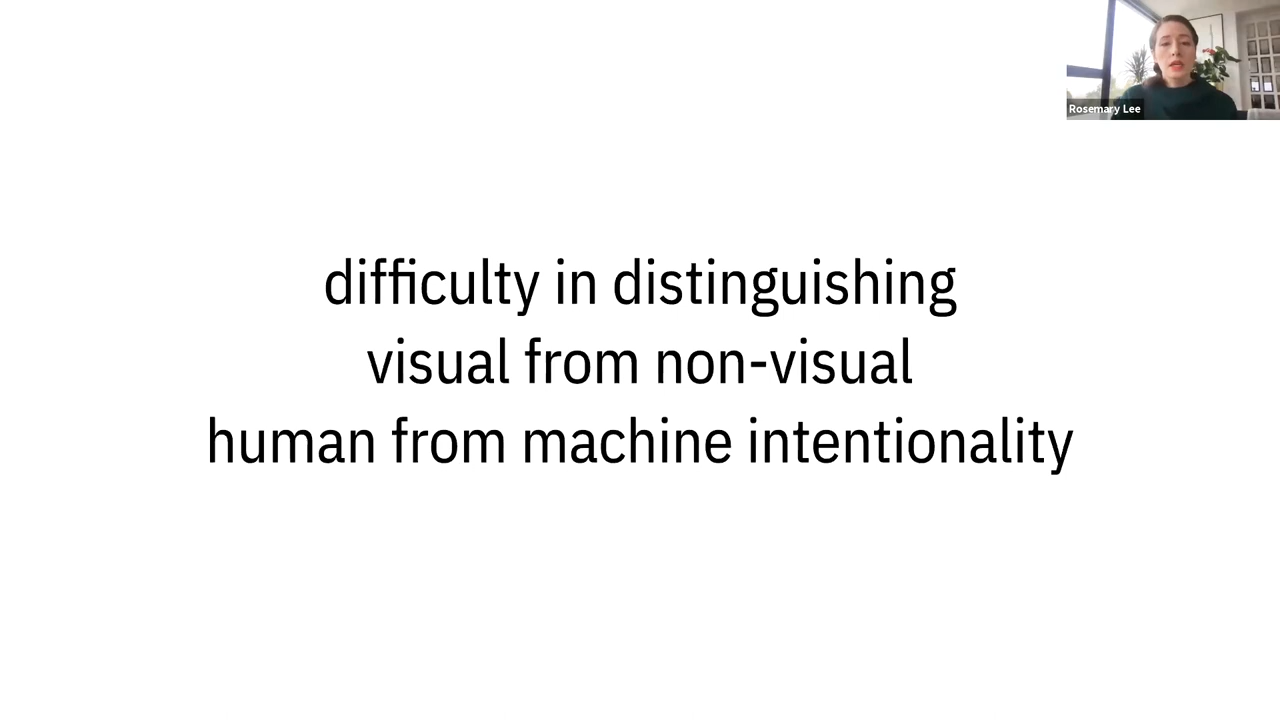 Rosemary Lee
difficulty in distinguishing
visual from non-visual
human from machine intentionality